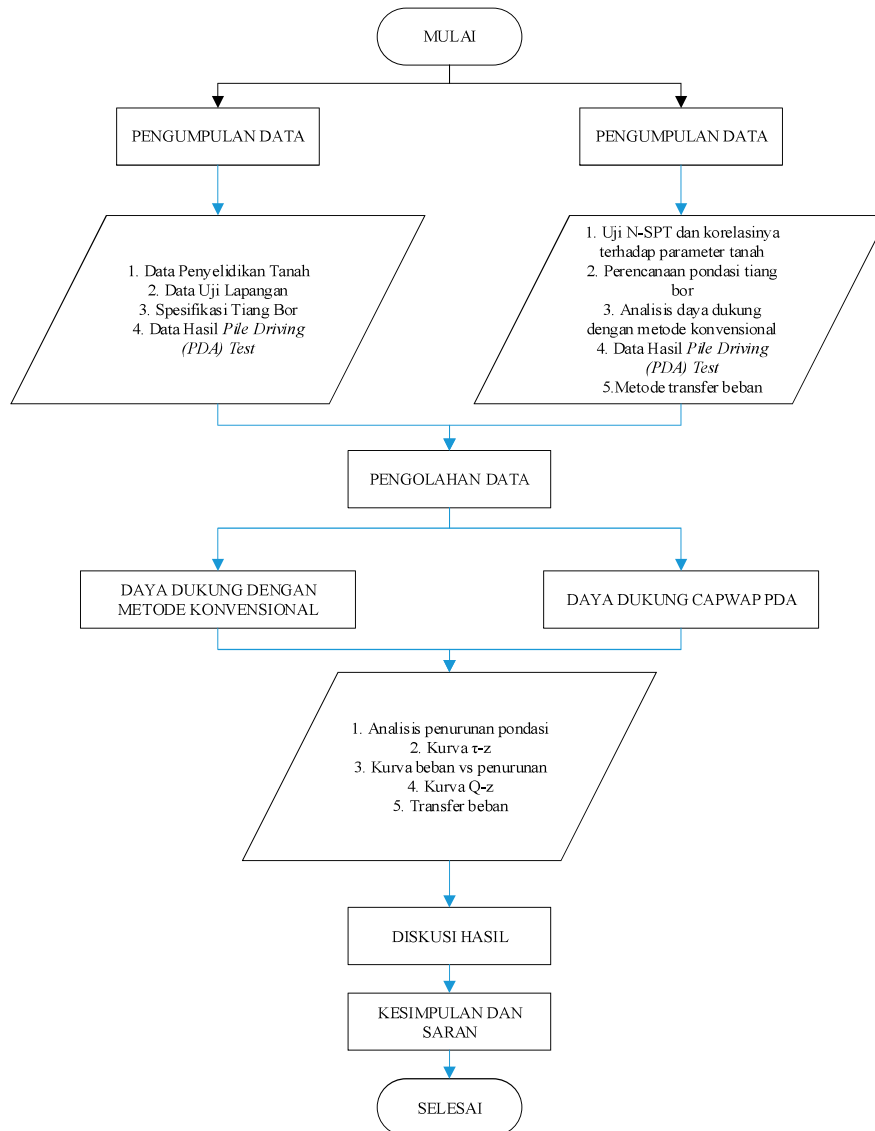 MULAI
PENGUMPULAN DATA
PENGUMPULAN DATA
1. Data Penyelidikan Tanah
2. Data Uji Lapangan
3. Spesifikasi Tiang Bor
4. Data Hasil Pile Driving
(PDA) Test
1. Uji N-SPT dan korelasinya
terhadap parameter tanah
2. Perencanaan pondasi tiang
bor
3. Analisis daya dukung
dengan metode konvensional
4. Data Hasil Pile Driving
(PDA) Test
5.Metode transfer beban
PENGOLAHAN DATA
DAYA DUKUNG DENGAN
METODE KONVENSIONAL
DAYA DUKUNG CAPWAP PDA
1. Analisis penurunan pondasi
2. Kurva τ-z
3. Kurva beban vs penurunan
4. Kurva Q-z
5. Transfer beban
DISKUSI HASIL
KESIMPULAN DAN
SARAN
SELESAI